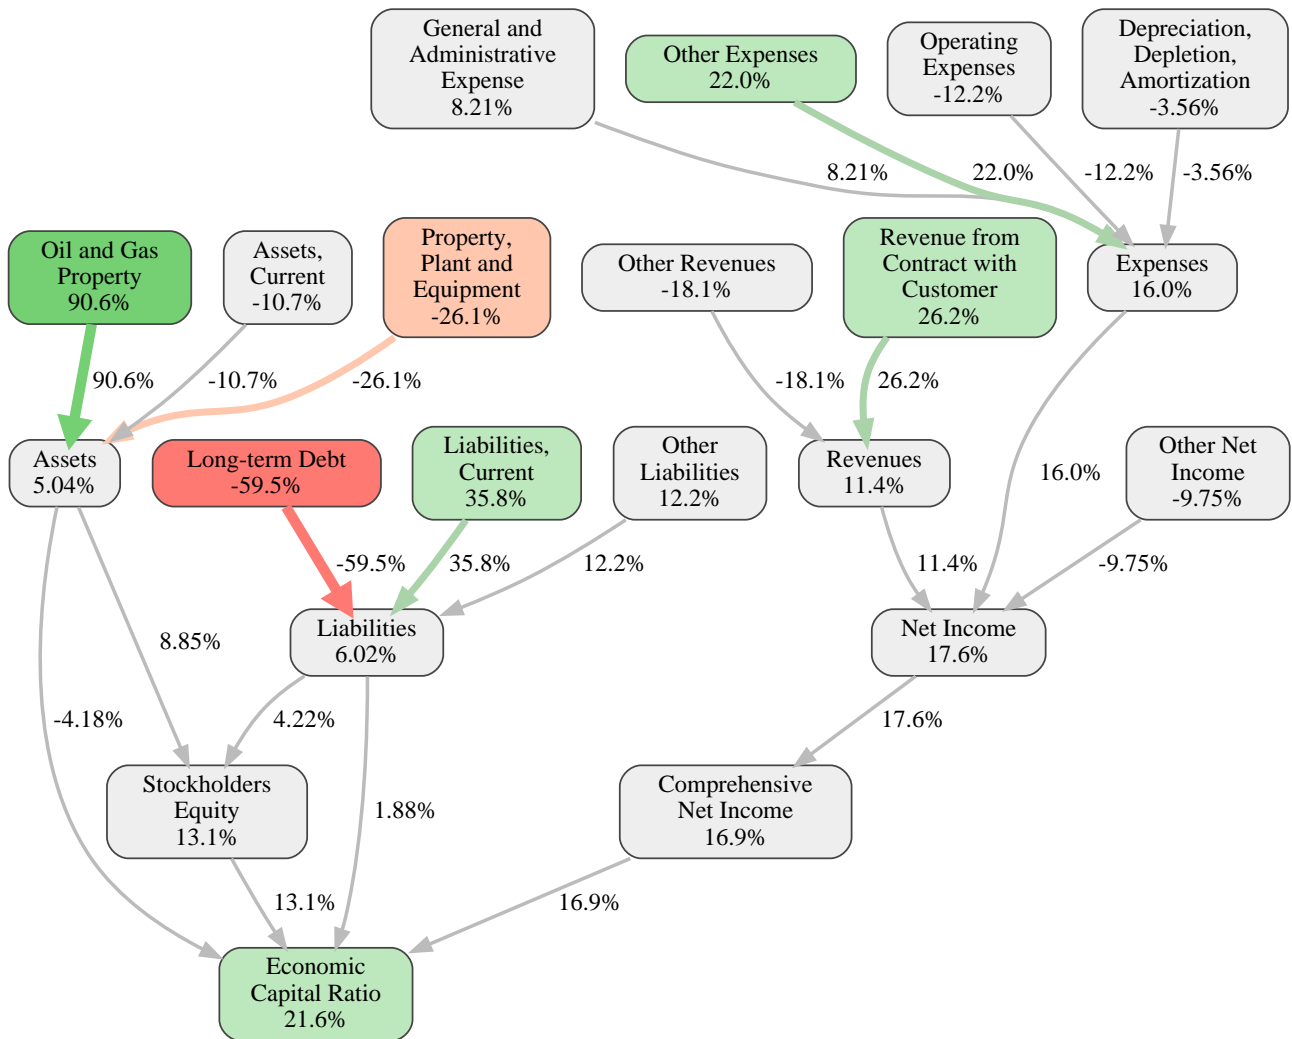 General and
Administrative
Expense
8.21%
Other Expenses
22.0%
Operating
Expenses
-12.2%
Depreciation,
Depletion,
Amortization
-3.56%
8.21%
22.0%
-12.2%
-3.56%
Oil and Gas
Property
90.6%
Assets,
Current
-10.7%
Property,
Plant and
Equipment
-26.1%
Other Revenues
-18.1%
Revenue from
Contract with
Customer
26.2%
Expenses
16.0%
90.6%
-10.7%
-26.1%
-18.1%
26.2%
Assets
5.04%
Long-term Debt
-59.5%
Liabilities,
Current
35.8%
Other
Liabilities
12.2%
Revenues
11.4%
16.0%
Other Net
Income
-9.75%
-59.5%
35.8%
12.2%
11.4%
-9.75%
8.85%
Liabilities
6.02%
Net Income
17.6%
-4.18%
4.22%
17.6%
Stockholders
Equity
13.1%
1.88%
Comprehensive
Net Income
16.9%
13.1%
16.9%
Economic
Capital Ratio
21.6%